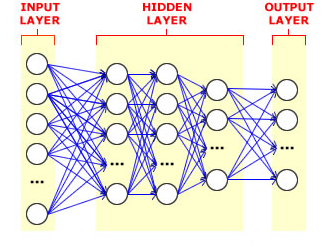 INPUT
LAYER
HIDDEN
LAYER
OUTPUT
LAYER
...
...
...
...
...